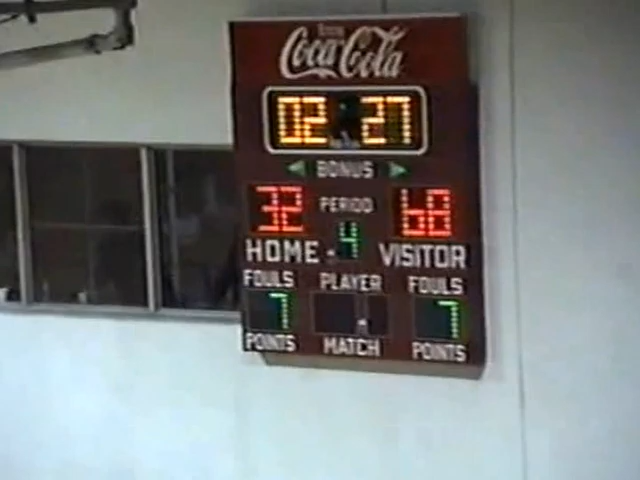 Coca-Cola
02 27
BONUS
32 PERIOD 68
HOME 4 VISITOR
FOULS PLAYER FOULS
7 7
POINTS MATCH POINTS